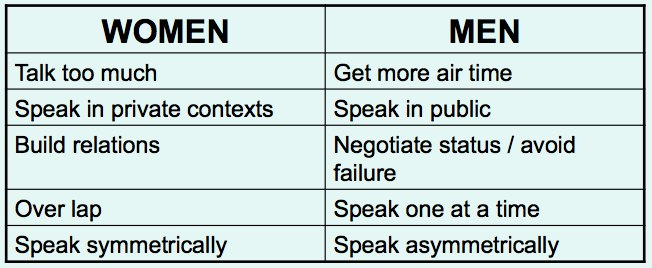 WOMEN MEN
Talk too much Get more air time
Speak in private contexts Speak in public
Build relations Negotiate status / avoid
failure
Over lap Speak one at a time
Speak symmetrically Speak asymmetrically